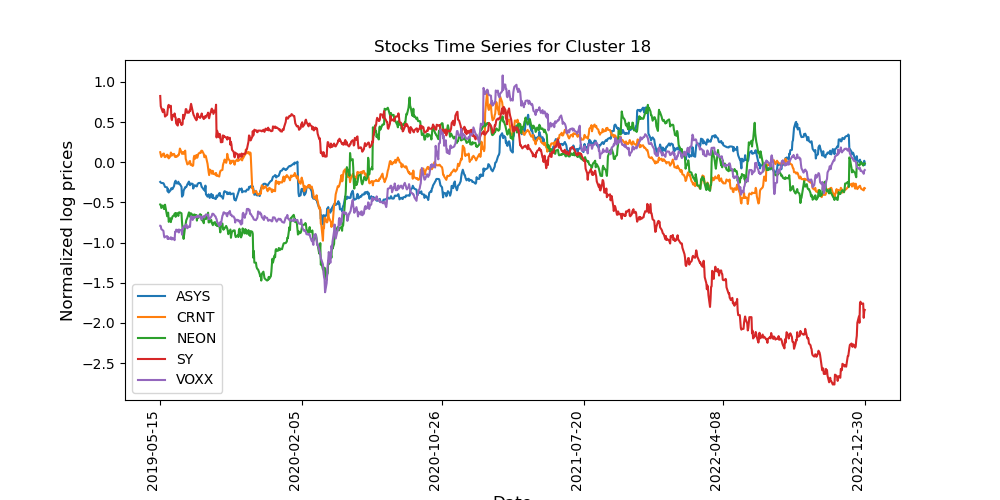 Stocks Time Series for Cluster 18
Normalized log prices
1.0
0.5
0.0
−0.5
−1.0
−1.5
−2.0
−2.5
ASYS
CRNT
NEON
SY
VOXX
2019-05-15
2020-02-05
2020-10-26
2021-07-20
2022-04-08
2022-12-30
Date